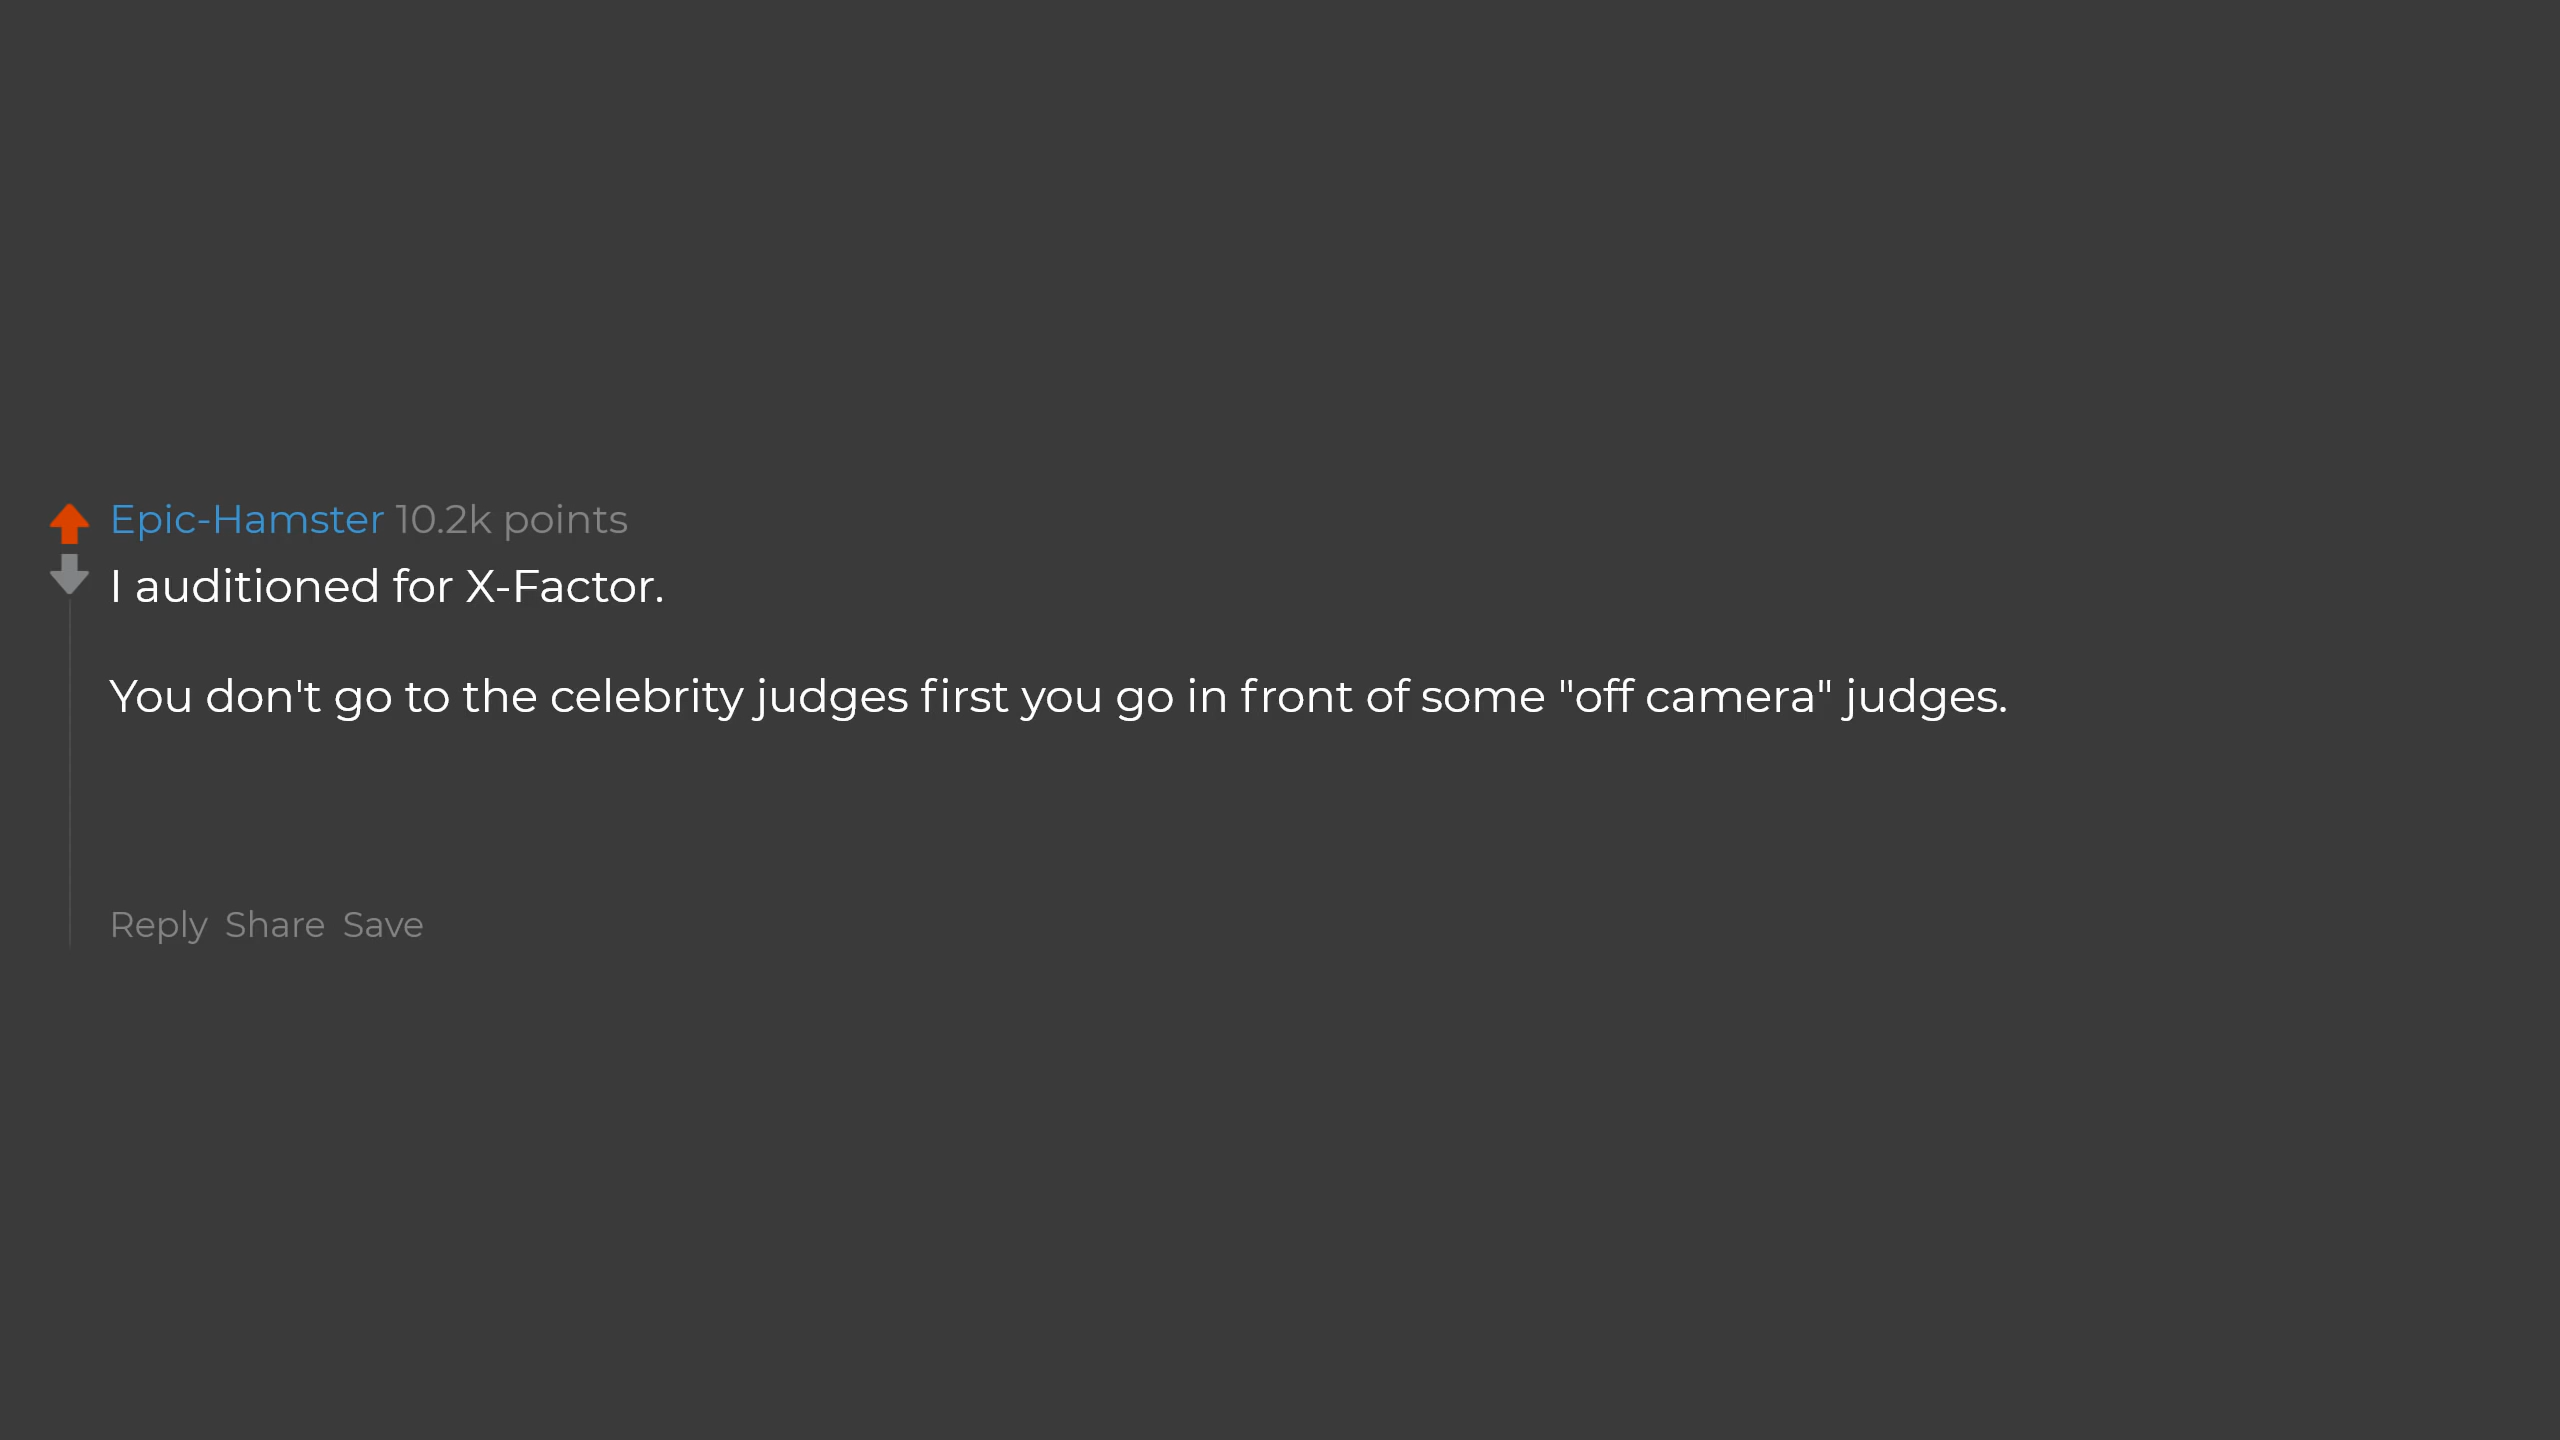 Epic-Hamster 10.2k points
I auditioned for X-Factor.
You don't go to the celebrity judges first you go in front of some "off camera" judges.
Reply Share Save